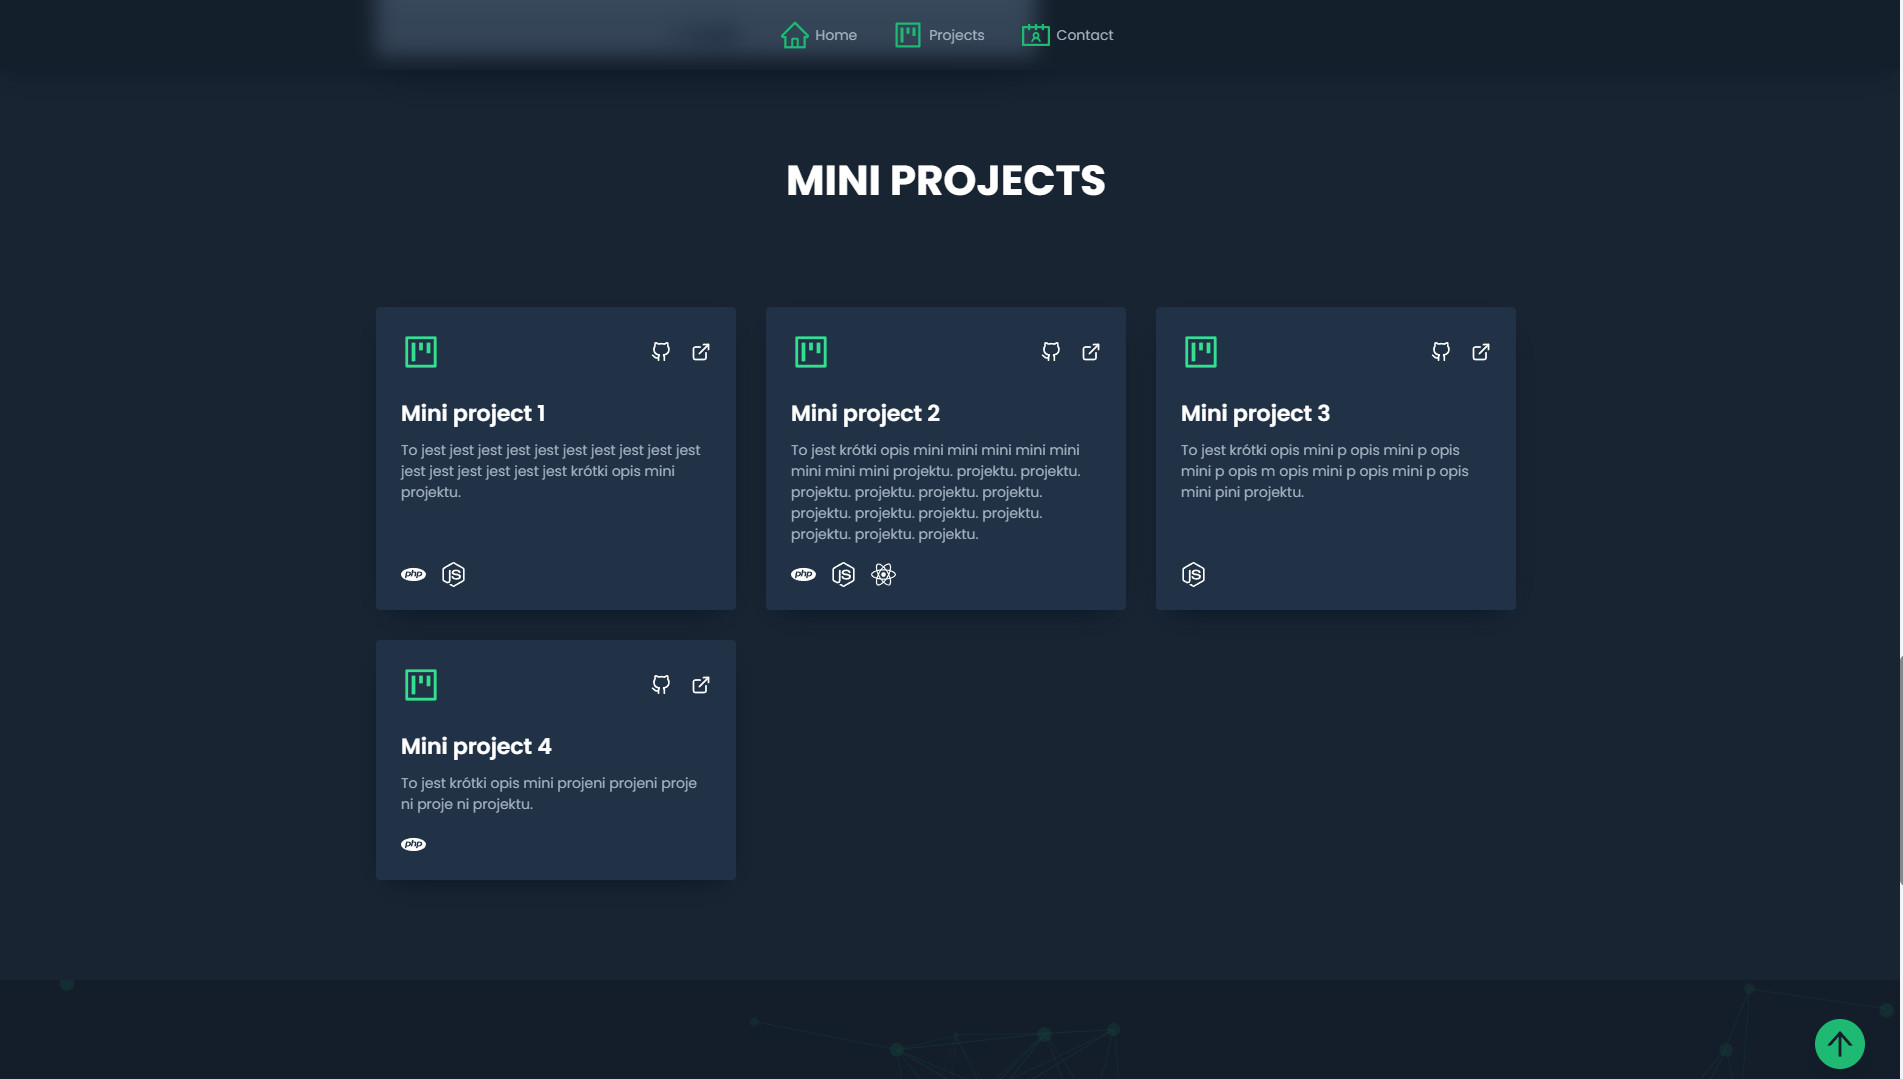 Home
Projects
Contact
MINI PROJECTS
Mini project 1
To jest jest jest jest jest jest jest jest jest jest
jest jest jest jest jest jest krótki opis mini
projektu.
php
JS
Mini project 2
To jest krótki opis mini mini mini mini mini
mini mini mini projektu. projektu. projektu.
projektu. projektu. projektu. projektu.
projektu. projektu. projektu. projektu.
projektu. projektu. projektu.
php
JS
Mini project 3
To jest krótki opis mini p opis mini p opis
mini p opis m opis mini p opis mini p opis
mini pini projektu.
JS
Mini project 4
To jest krótki opis mini projeni projeni proje
ni proje ni projektu.
php